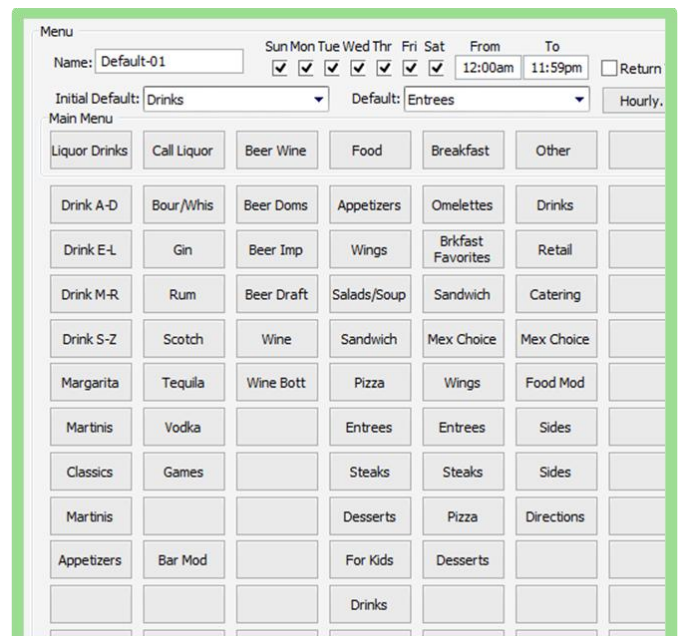 Menu
Name: Default-01
Sun Mon Tue Wed Thr Fri Sat From To
12:00am 11:59pm Return
Initial Default: Drinks Default: Entrees Hourly.
Main Menu
Liquor Drinks Call Liquor Beer Wine Food Breakfast Other
Drink A-D Bour/Whis Beer Doms Appetizers Omelettes Drinks
Drink E-L Gin Beer Imp Wings Brkfast Favorites Retail
Drink M-R Rum Beer Draft Salads/Soup Sandwich Catering
Drink S-Z Scotch Wine Sandwich Mex Choice Mex Choice
Margarita Tequila Wine Bott Pizza Wings Food Mod
Martinis Vodka Entrees Entrees Sides
Classics Games Steaks Steaks Sides
Martinis Desserts Pizza Directions
Appetizers Bar Mod For Kids Desserts
Drinks